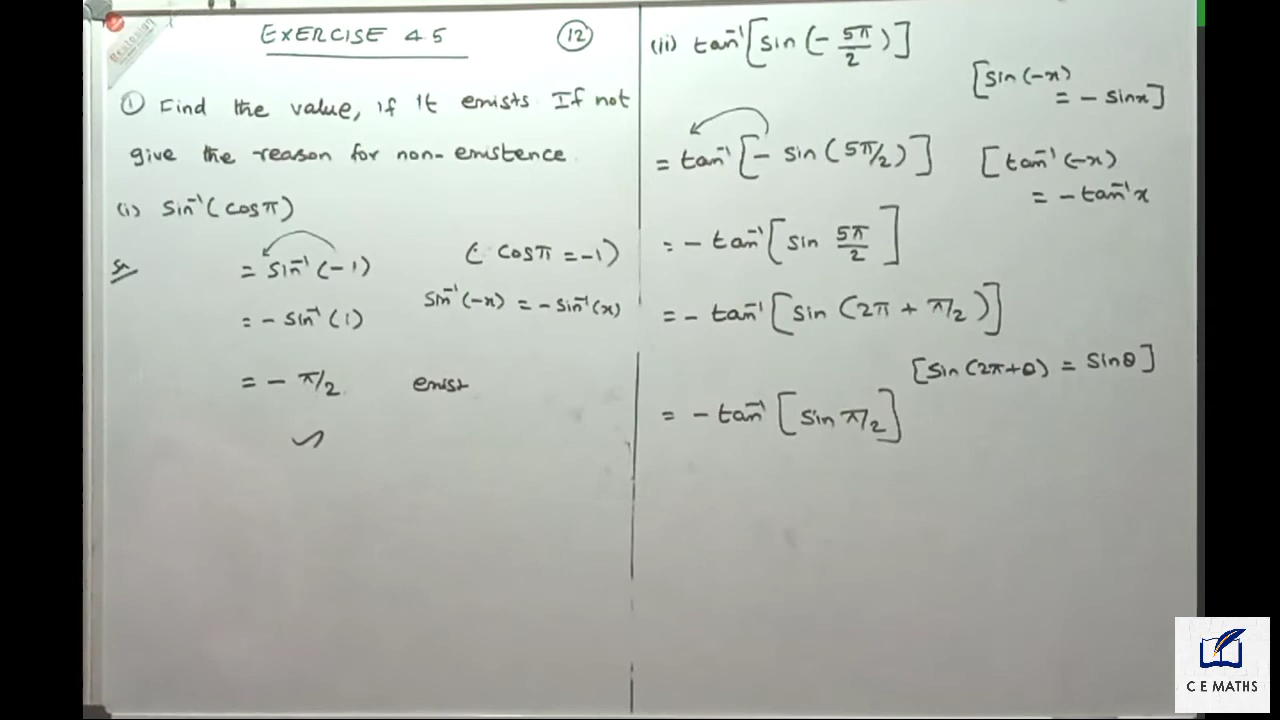 EXERCISE 4.5
12
① Find the value, if it exists If not
give the reason for non-existence
(i) sin⁻¹(cosπ)
= sin⁻¹(-1) (∵ cosπ = -1)
= - sin⁻¹(1) sin⁻¹(-x) = - sin⁻¹(x)
= - π/2 exist
(ii) tan⁻¹[sin(-5π/2)]
[sin(-x)
= - sinx]
= tan⁻¹[- sin(5π/2)] [tan⁻¹(-x)
= - tan⁻¹x
= - tan⁻¹[sin 5π/2]
= - tan⁻¹[sin(2π + π/2)]
[sin(2π+θ) = sinθ]
= - tan⁻¹[sin π/2]
C E MATHS